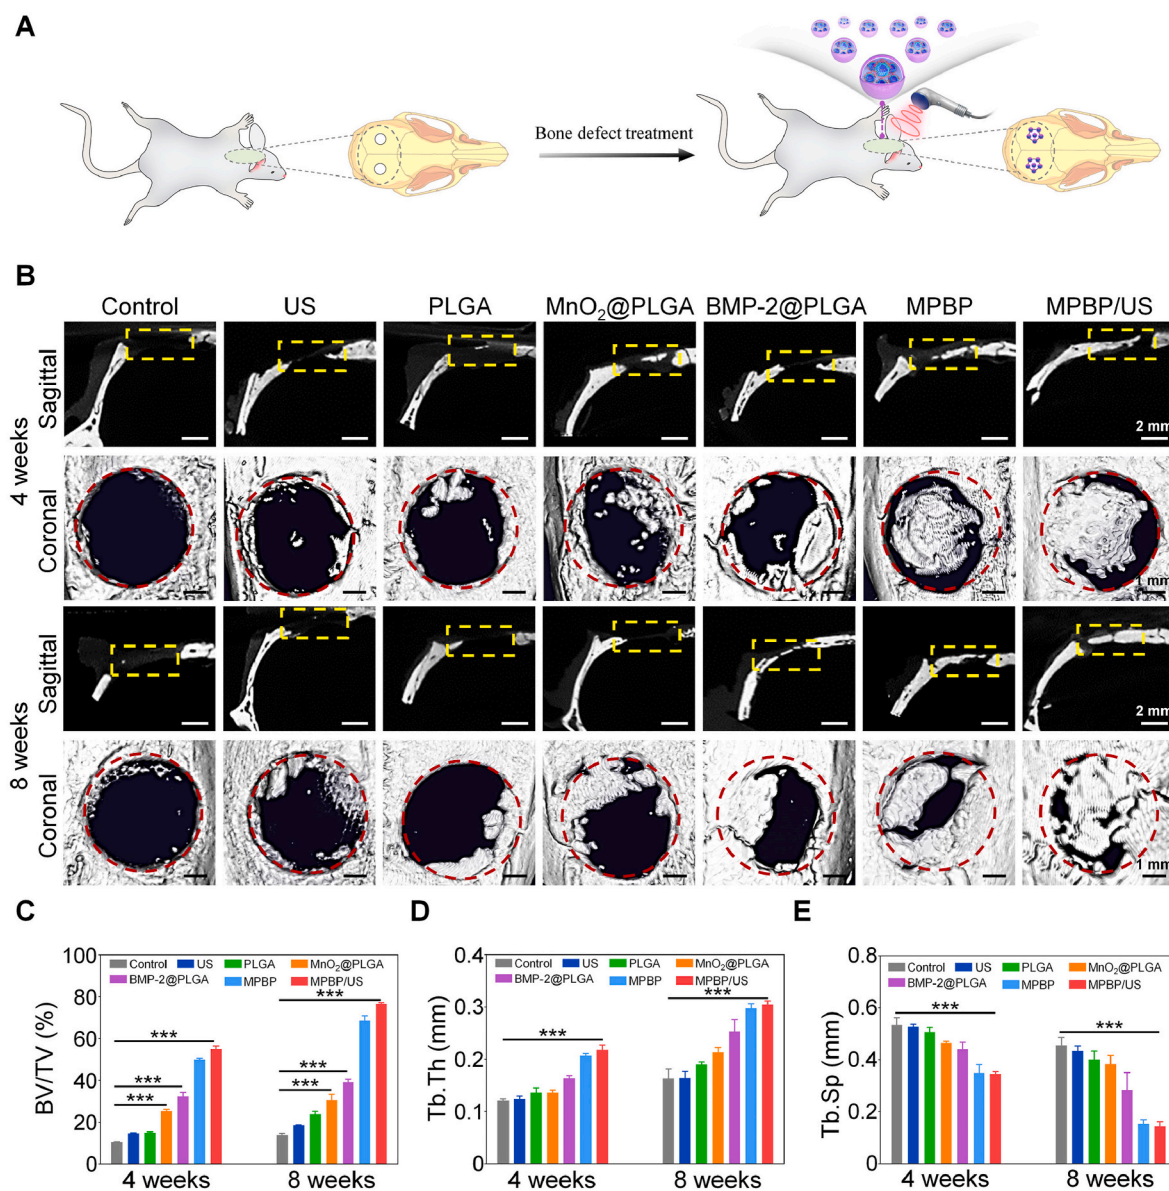 A
Bone defect treatment
B
Control US PLGA MnO₂@PLGA BMP-2@PLGA MPBP MPBP/US
4 weeks
Sagittal
2 mm
Coronal
1 mm
8 weeks
Sagittal
2 mm
Coronal
1 mm
C
BV/TV (%)
100
80
60
40
20
0
Control US PLGA MnO₂@PLGA
BMP-2@PLGA MPBP MPBP/US
***
***
***
***
***
***
4 weeks 8 weeks
D
Tb.Th (mm)
0.4
0.3
0.2
0.1
0
Control US PLGA MnO₂@PLGA
BMP-2@PLGA MPBP MPBP/US
***
***
4 weeks 8 weeks
E
Tb.Sp (mm)
0.8
0.6
0.4
0.2
0
Control US PLGA MnO₂@PLGA
BMP-2@PLGA MPBP MPBP/US
***
***
4 weeks 8 weeks